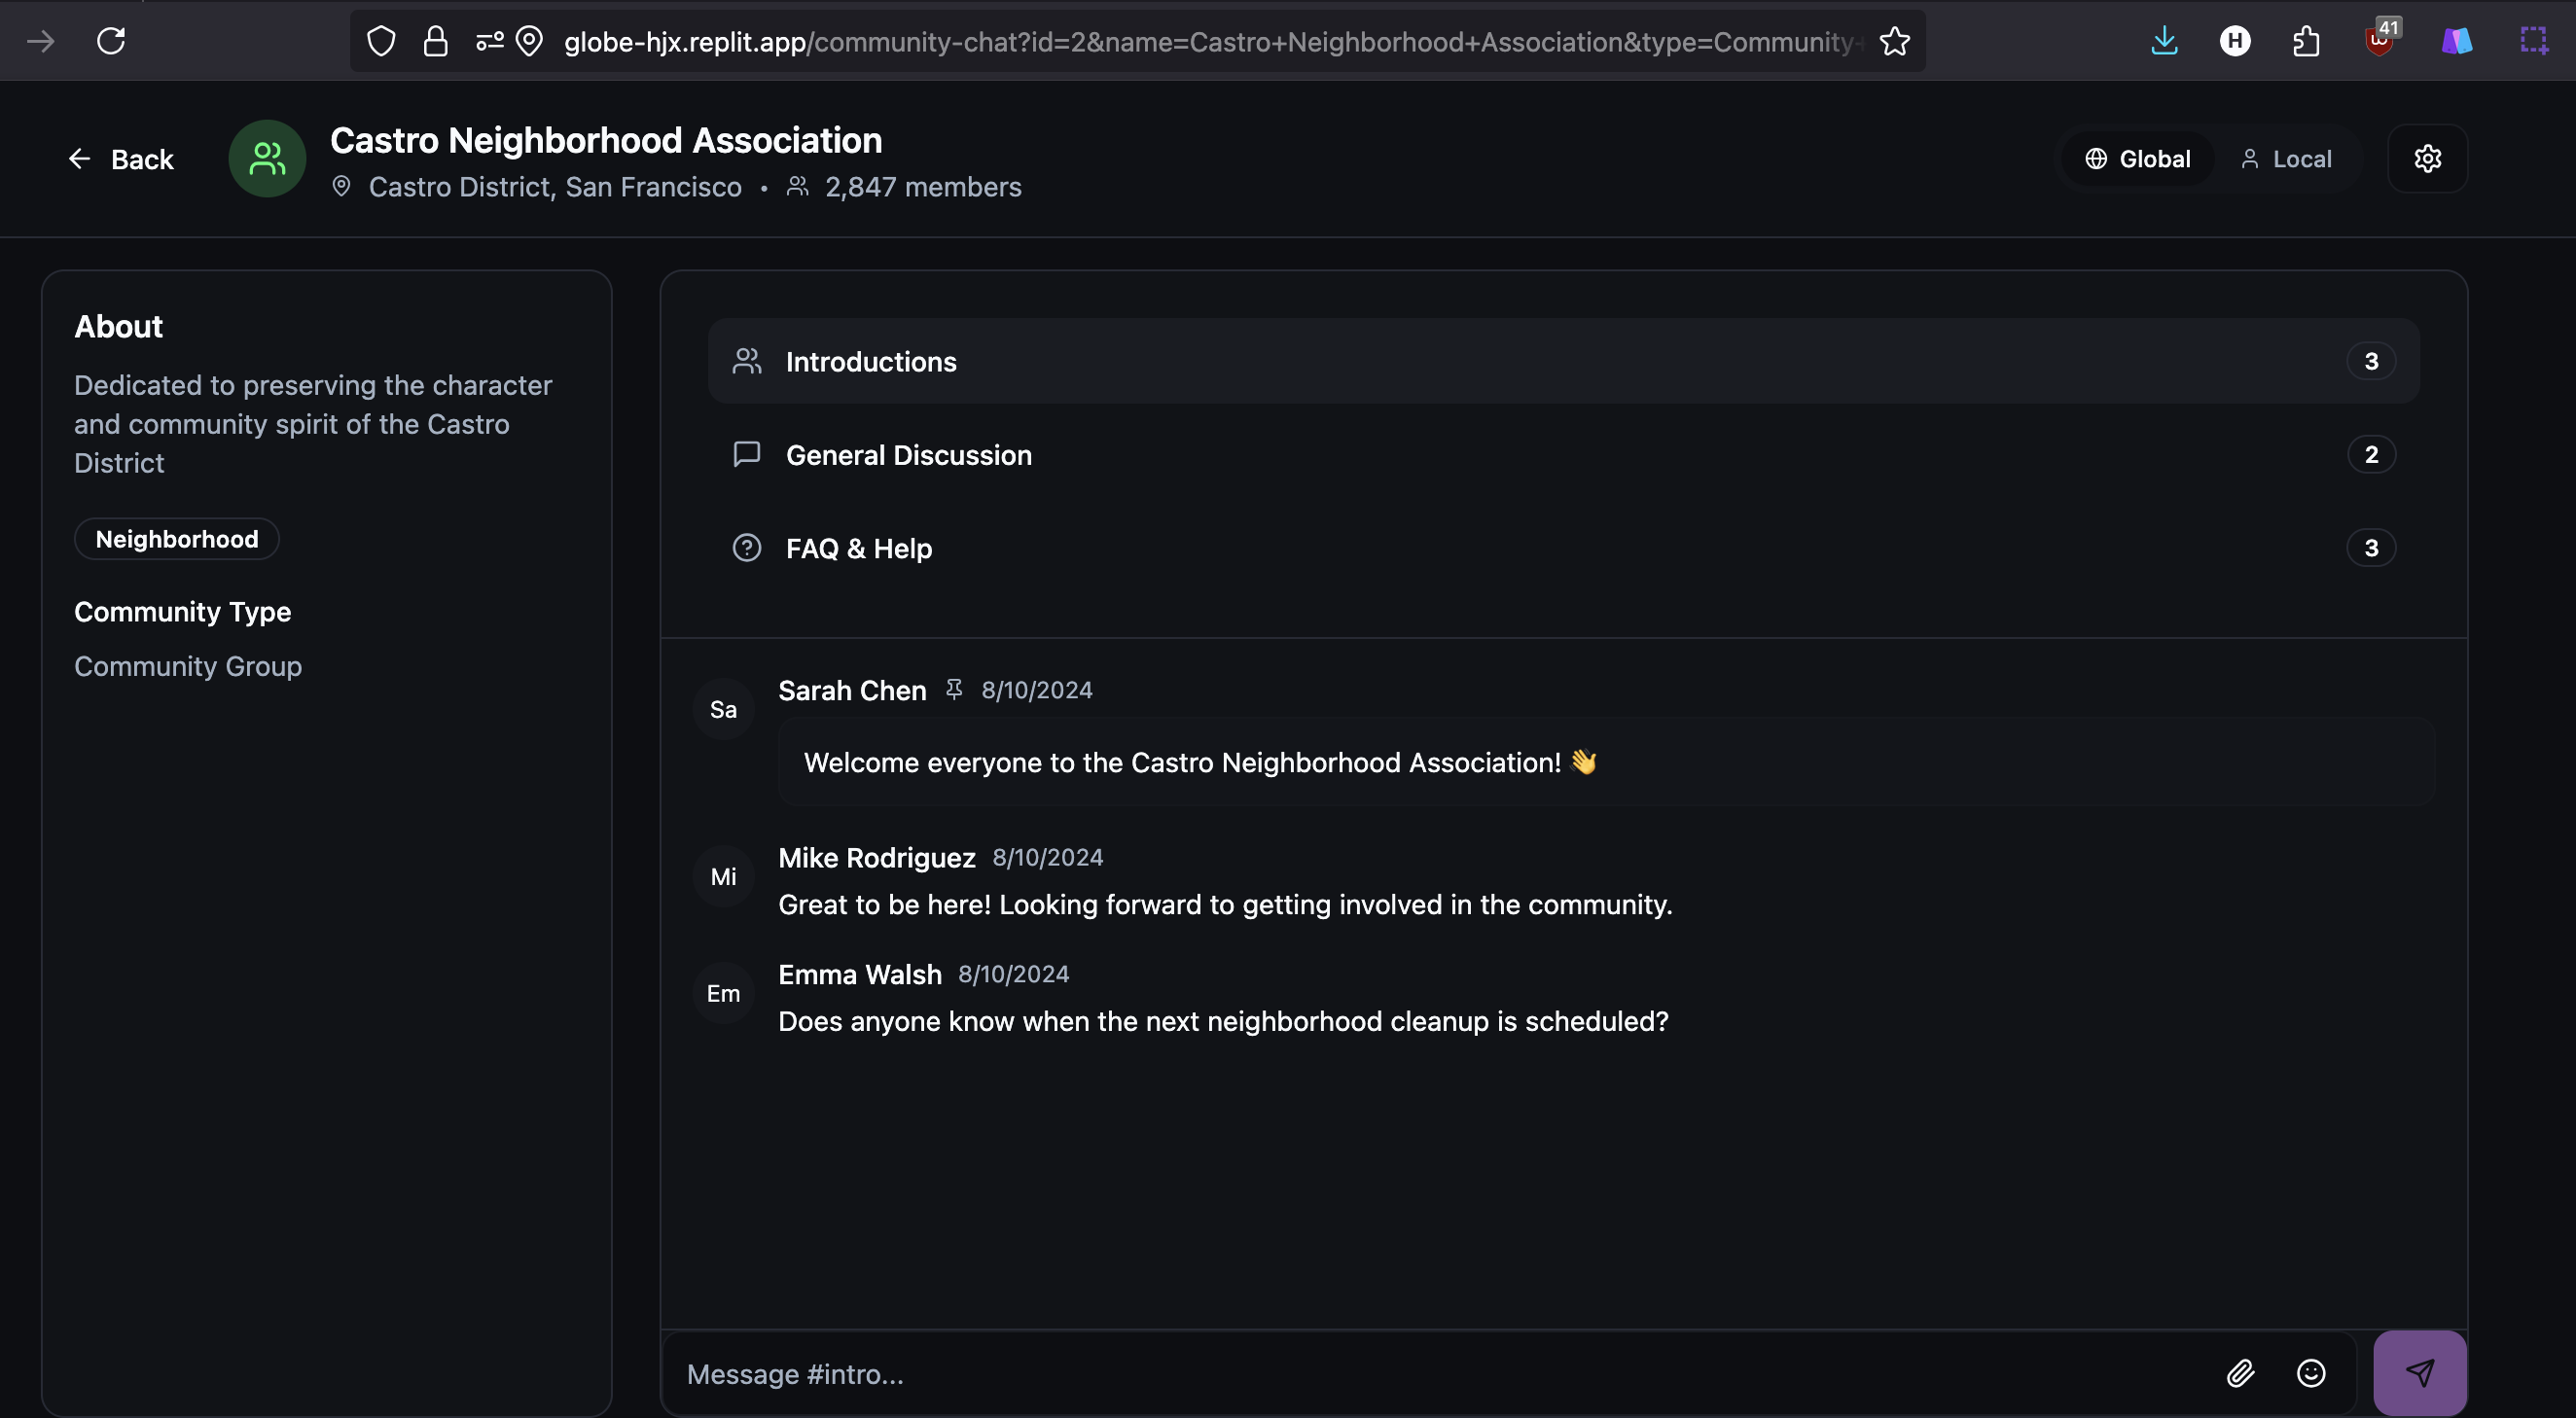 globe-hjx.replit.app/community-chat?id=2&name=Castro+Neighborhood+Association&type=Community
H
41
Back
Castro Neighborhood Association
Castro District, San Francisco • 2,847 members
Global
Local
About
Dedicated to preserving the character
and community spirit of the Castro
District
Neighborhood
Community Type
Community Group
Introductions
3
General Discussion
2
FAQ & Help
3
Sa
Sarah Chen 8/10/2024
Welcome everyone to the Castro Neighborhood Association! 👋
Mi
Mike Rodriguez 8/10/2024
Great to be here! Looking forward to getting involved in the community.
Em
Emma Walsh 8/10/2024
Does anyone know when the next neighborhood cleanup is scheduled?
Message #intro...